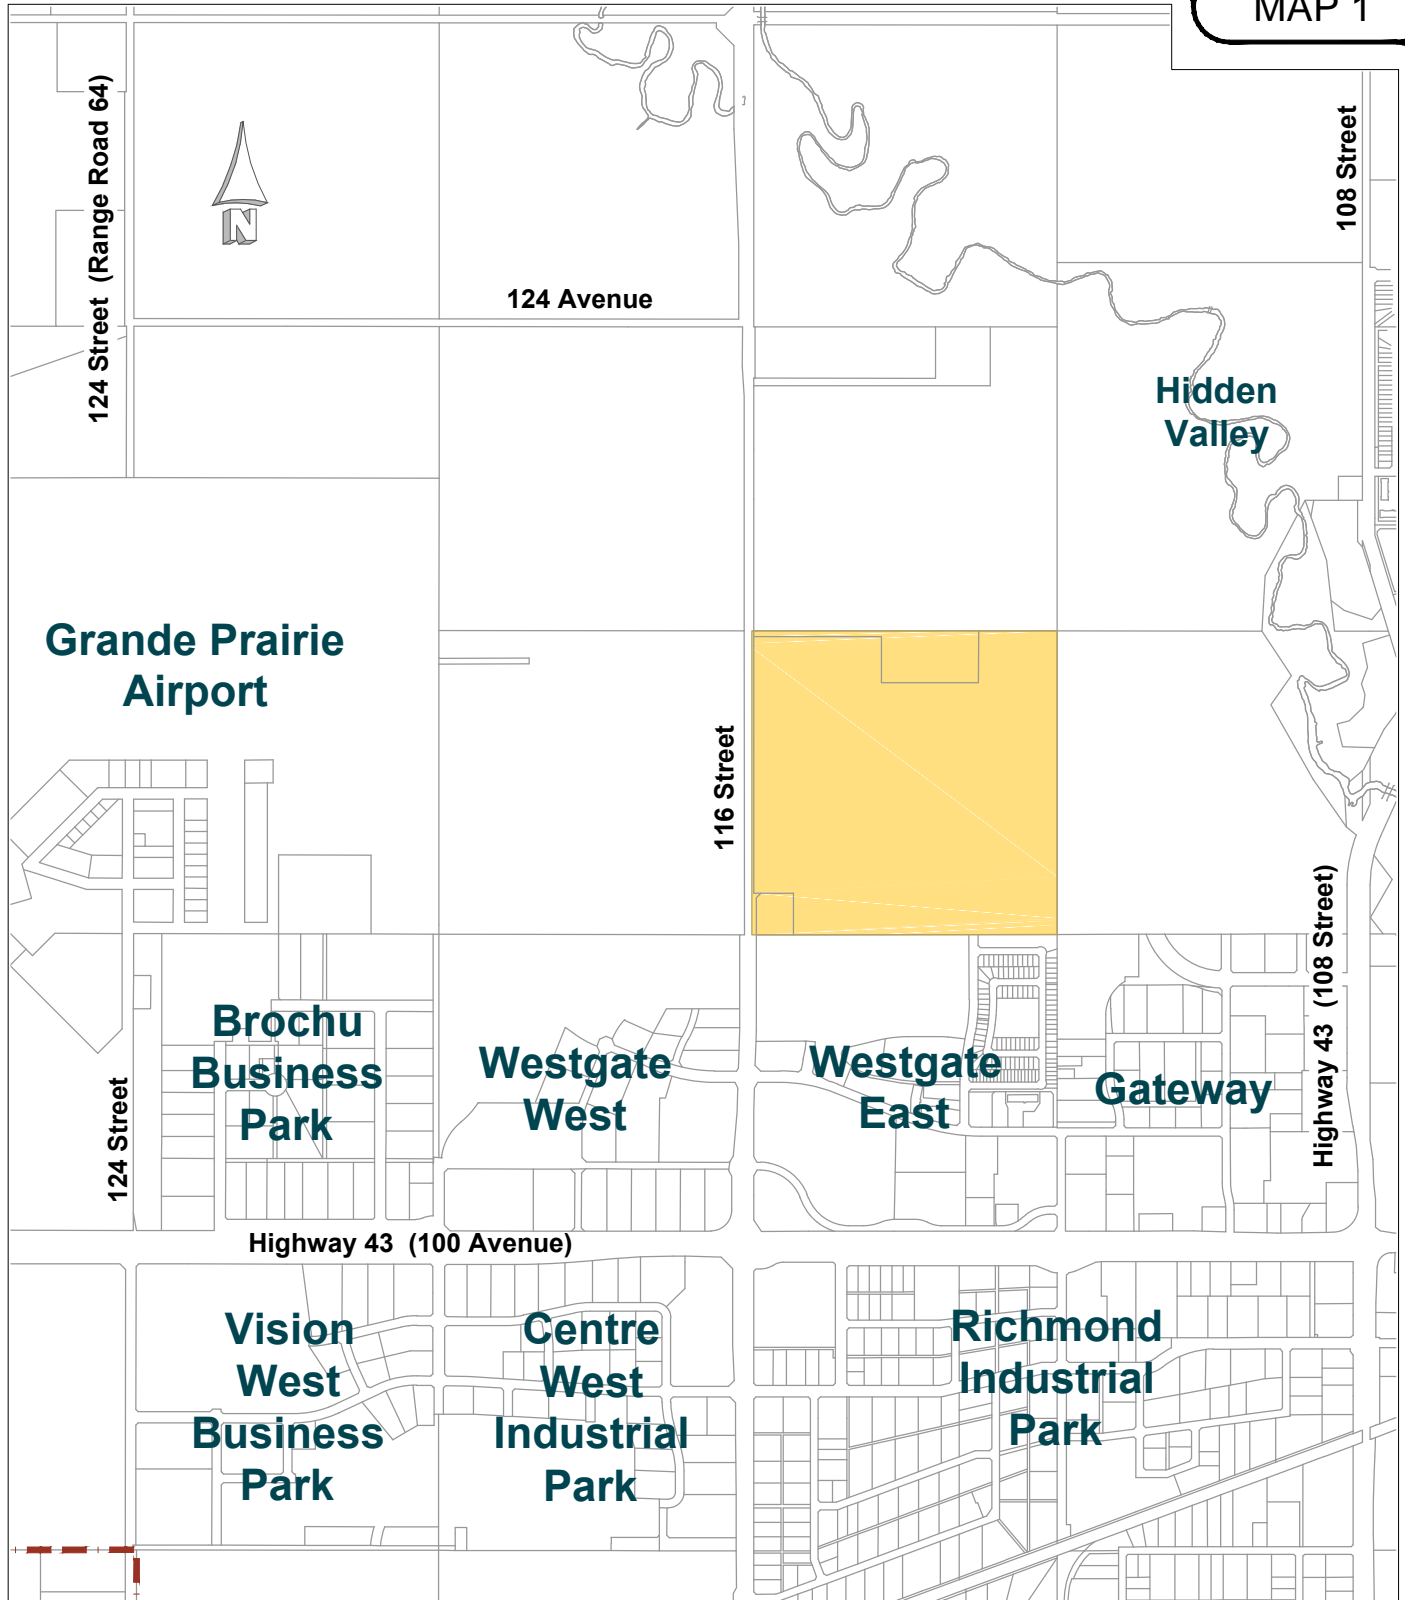 MAP 1
124 Street  (Range Road 64)
108 Street
N
124 Avenue
Hidden
Valley
Grande Prairie
Airport
116 Street
Highway 43  (108 Street)
Brochu
Business
Park
Westgate
West
Westgate
East
Gateway
124 Street
Highway 43  (100 Avenue)
Vision
West
Business
Park
Centre
West
Industrial
Park
Richmond
Industrial
Park